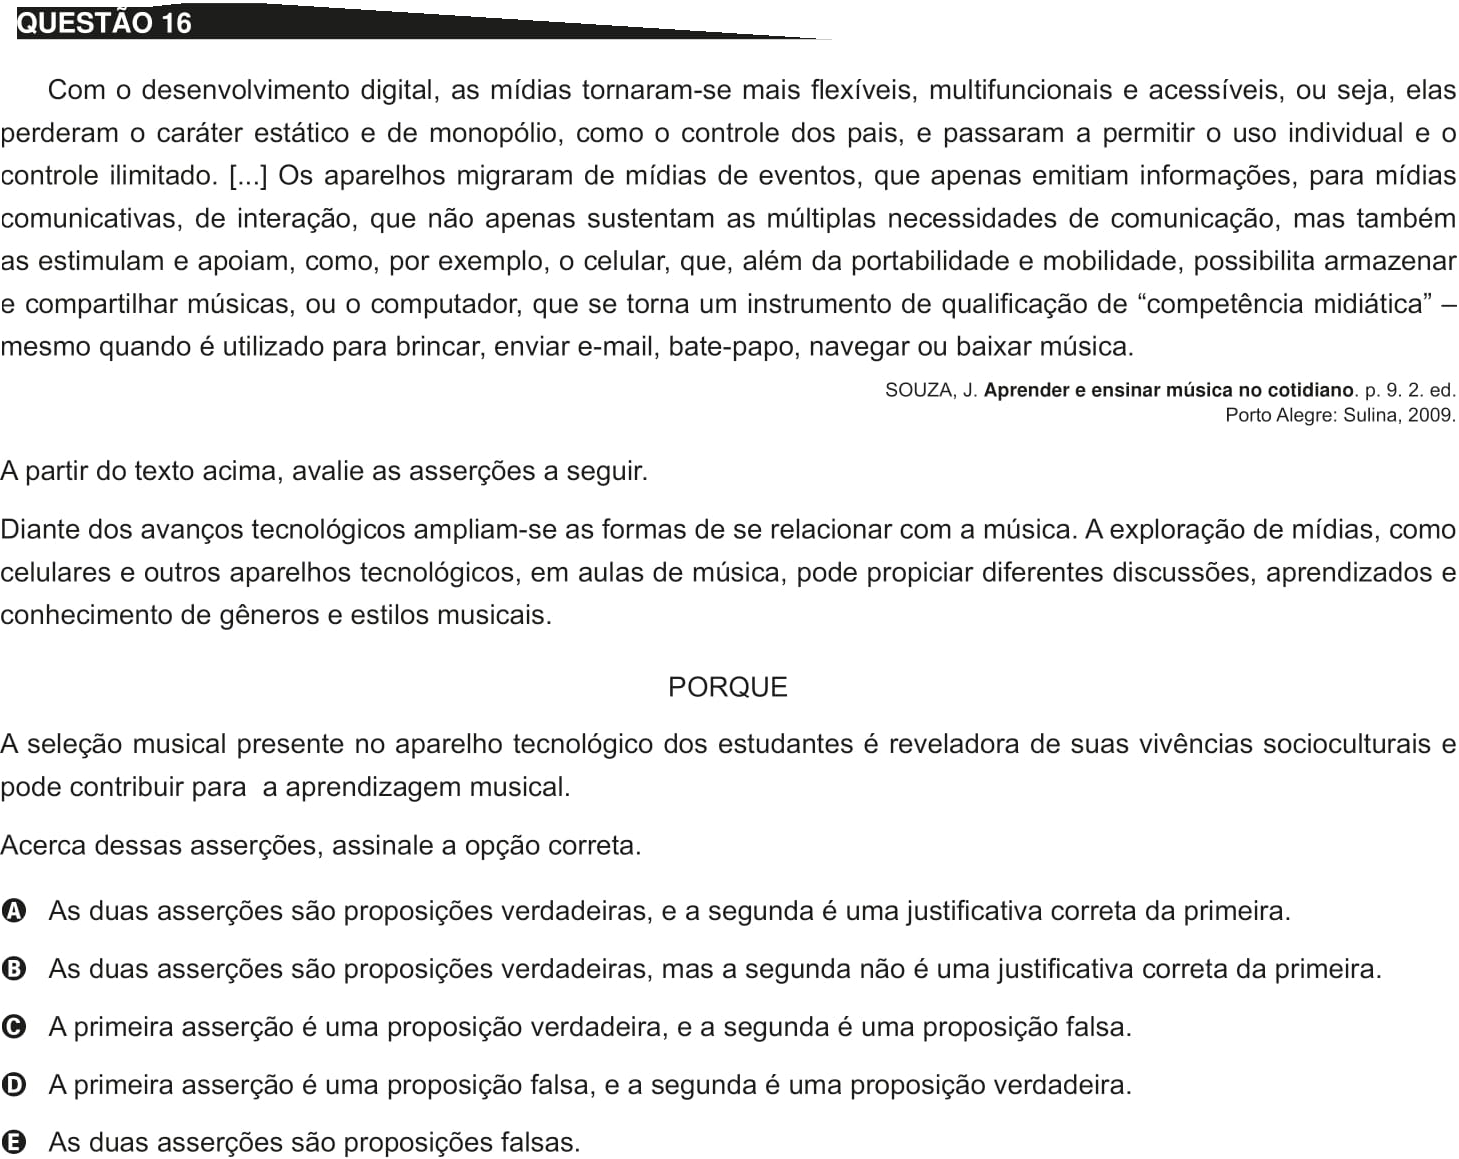 QUESTÃO 16
Com o desenvolvimento digital, as mídias tornaram-se mais flexíveis, multifuncionais e acessíveis, ou seja, elas
perderam o caráter estático e de monopólio, como o controle dos pais, e passaram a permitir o uso individual e o
controle ilimitado. [...] Os aparelhos migraram de mídias de eventos, que apenas emitiam informações, para mídias
comunicativas, de interação, que não apenas sustentam as múltiplas necessidades de comunicação, mas também
as estimulam e apoiam, como, por exemplo, o celular, que, além da portabilidade e mobilidade, possibilita armazenar
e compartilhar músicas, ou o computador, que se torna um instrumento de qualificação de “competência midiática” –
mesmo quando é utilizado para brincar, enviar e-mail, bate-papo, navegar ou baixar música.
SOUZA, J. Aprender e ensinar música no cotidiano. p. 9. 2. ed.
Porto Alegre: Sulina, 2009.
A partir do texto acima, avalie as asserções a seguir.
Diante dos avanços tecnológicos ampliam-se as formas de se relacionar com a música. A exploração de mídias, como
celulares e outros aparelhos tecnológicos, em aulas de música, pode propiciar diferentes discussões, aprendizados e
conhecimento de gêneros e estilos musicais.
PORQUE
A seleção musical presente no aparelho tecnológico dos estudantes é reveladora de suas vivências socioculturais e
pode contribuir para a aprendizagem musical.
Acerca dessas asserções, assinale a opção correta.
A As duas asserções são proposições verdadeiras, e a segunda é uma justificativa correta da primeira.
B As duas asserções são proposições verdadeiras, mas a segunda não é uma justificativa correta da primeira.
C A primeira asserção é uma proposição verdadeira, e a segunda é uma proposição falsa.
D A primeira asserção é uma proposição falsa, e a segunda é uma proposição verdadeira.
E As duas asserções são proposições falsas.